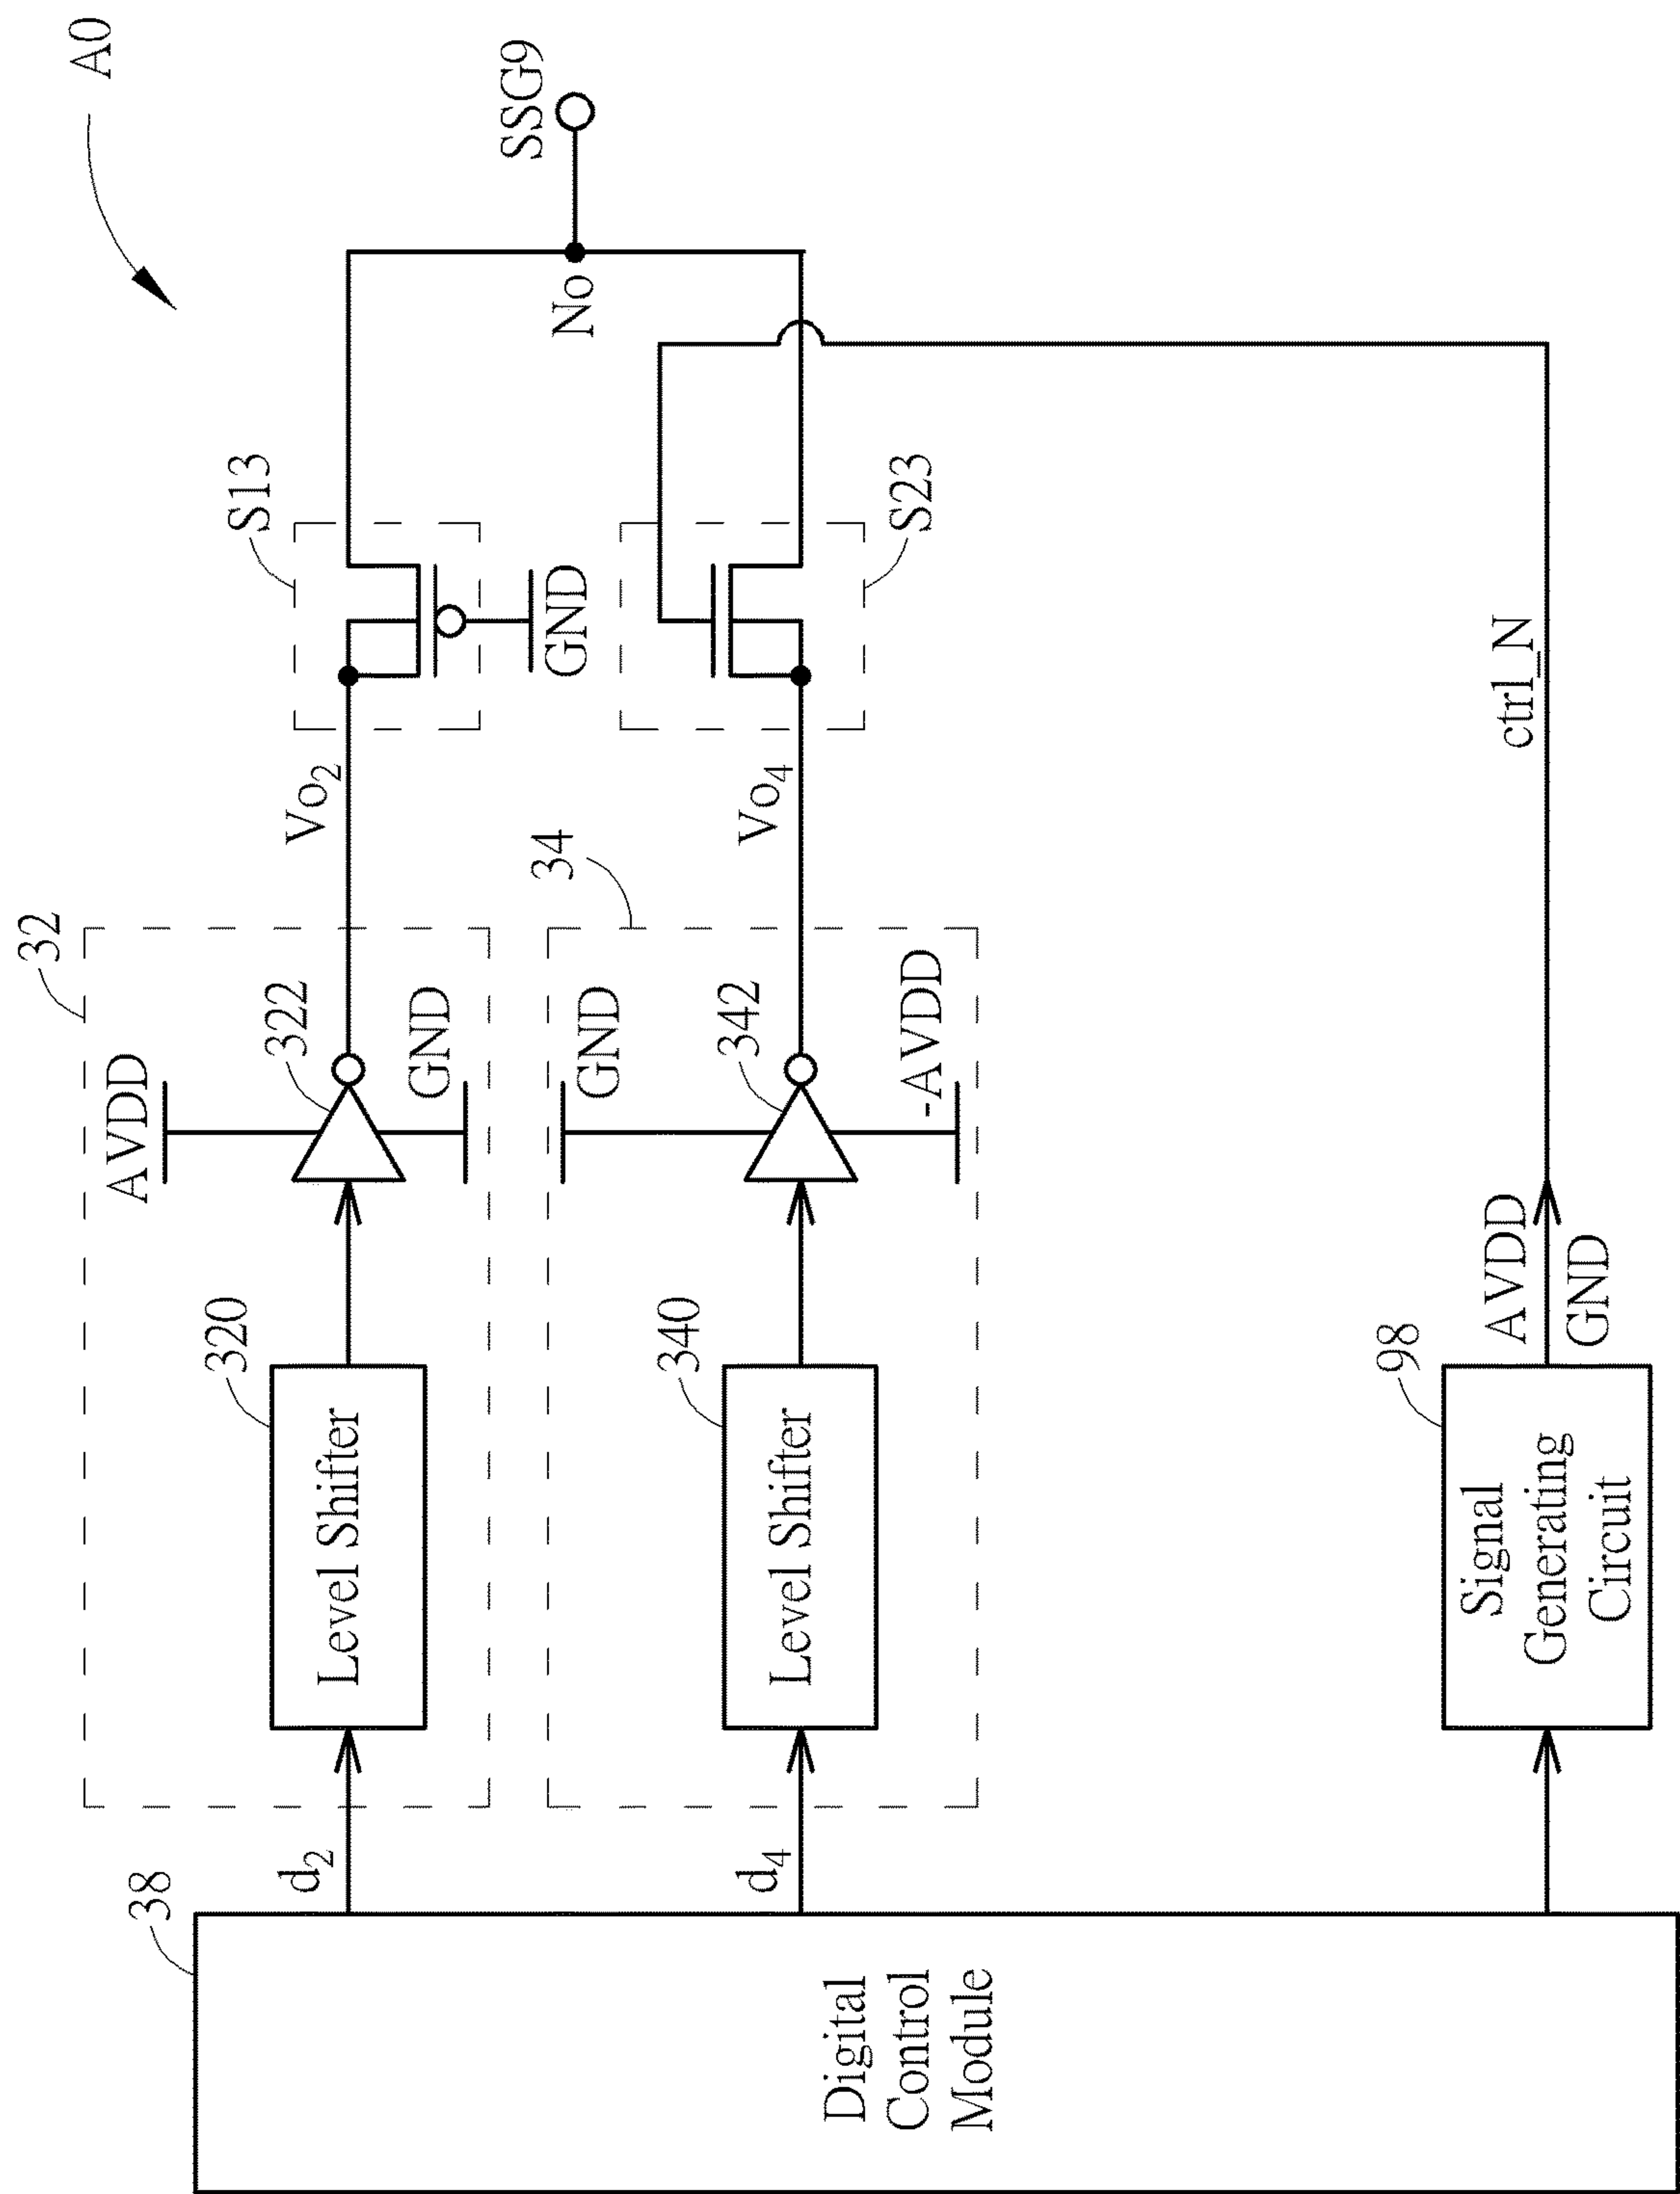 A0
38
Digital
Control
Module
d2
d4
32
320
Level Shifter
AVDD
322
GND
Vo2
S13
GND
34
340
Level Shifter
GND
342
-AVDD
Vo4
S23
No
SSG9
98
Signal
Generating
Circuit
AVDD
GND
ctrl_N